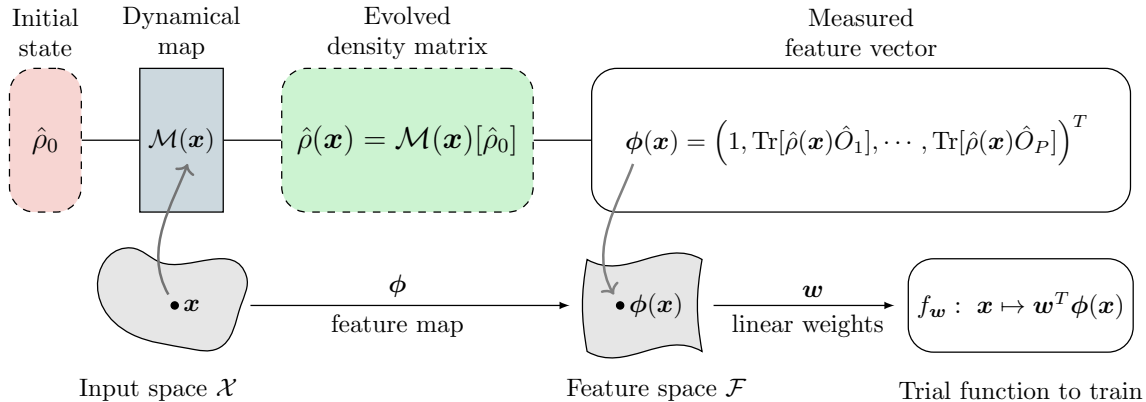 Initial
state
Dynamical
map
Evolved
density matrix
Measured
feature vector
ρ̂₀
𝓜(𝒙)
ρ̂(𝒙) = 𝓜(𝒙)[ρ̂₀]
ϕ(𝒙) = (1, Tr[ρ̂(𝒙)Ô₁], ⋯ , Tr[ρ̂(𝒙)Ô_P])^T
𝒙
ϕ
feature map
ϕ(𝒙)
𝒘
linear weights
f_𝒘 : 𝒙 ↦ 𝒘^T ϕ(𝒙)
Input space 𝒳
Feature space ℱ
Trial function to train